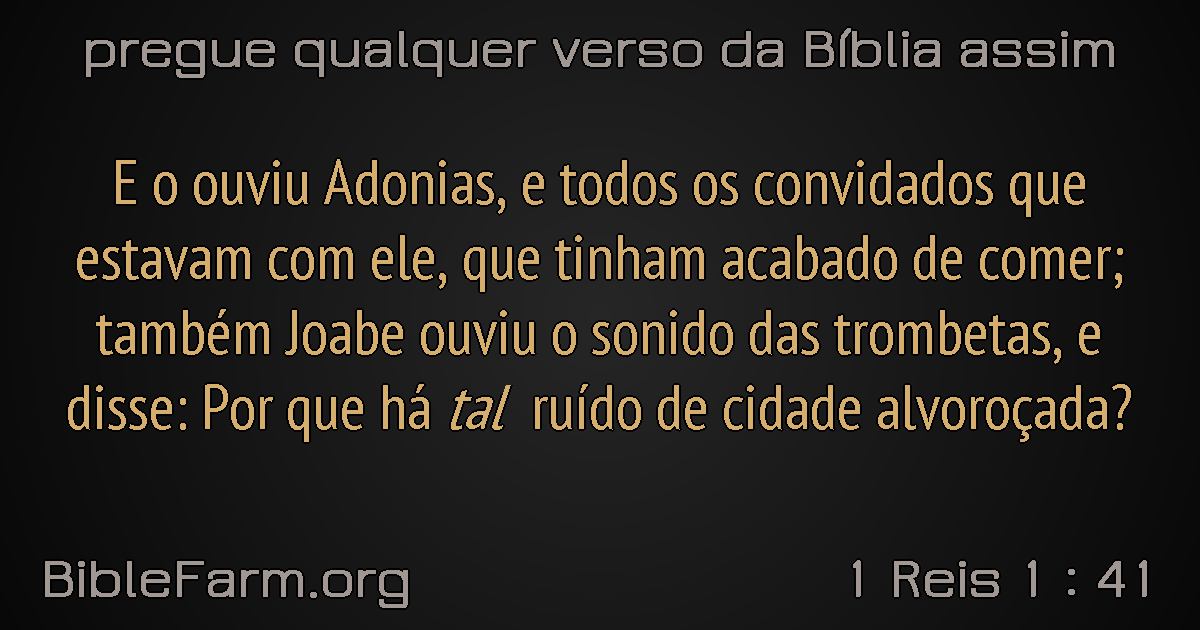 pregue qualquer verso da Bíblia assim
E o ouviu Adonias, e todos os convidados que
estavam com ele, que tinham acabado de comer;
também Joabe ouviu o sonido das trombetas, e
disse: Por que há tal ruído de cidade alvoroçada?
BibleFarm.org
1 Reis 1 : 41